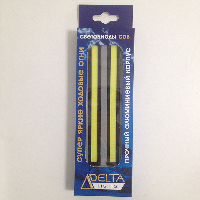 СВЕТОДИОДЫ COB
СУПЕР ЯРКИЕ ХОДОВЫЕ ОГНИ
ПРОЧНЫЙ АЛЮМИНИЕВЫЙ КОРПУС
DELTA